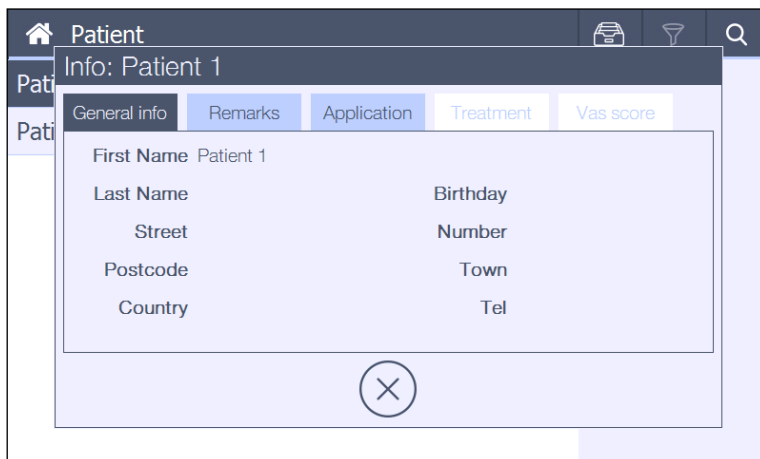 Patient
Info: Patient 1
Pati
General info Remarks Application Treatment Vas score
Pati
First Name Patient 1
Last Name Birthday
Street Number
Postcode Town
Country Tel